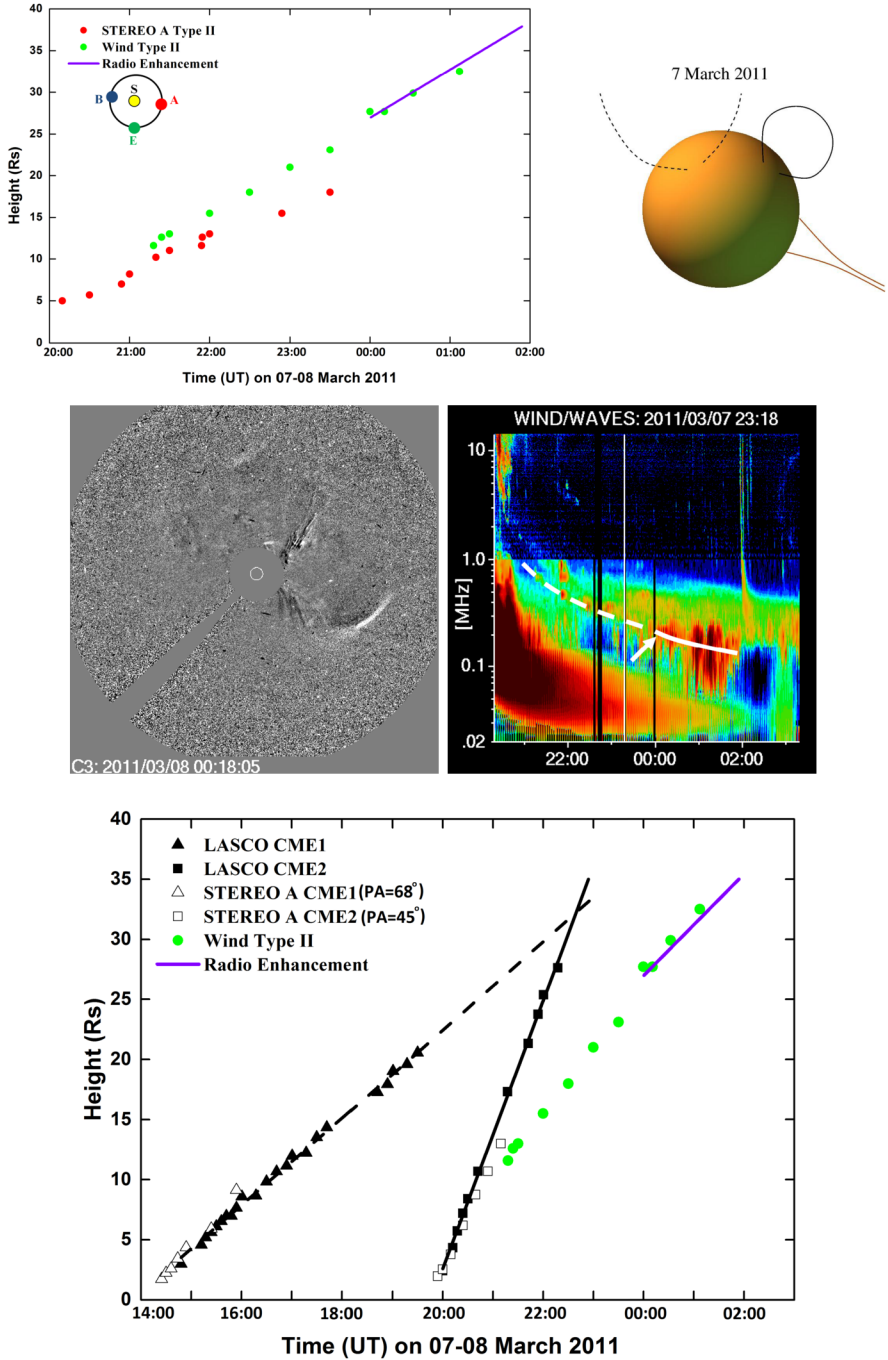 STEREO A Type II
Wind Type II
Radio Enhancement
S
B
A
E
40
35
30
25
20
15
10
5
0
Height (Rs)
20:00 21:00 22:00 23:00 00:00 01:00 02:00
Time (UT) on 07-08 March 2011
7 March 2011
C3: 2011/03/08 00:18:05
WIND/WAVES: 2011/03/07 23:18
10
1.0
[MHz]
0.1
.02
22:00 00:00 02:00
LASCO CME1
LASCO CME2
STEREO A CME1 (PA=68°)
STEREO A CME2 (PA=45°)
Wind Type II
Radio Enhancement
40
35
30
25
20
15
10
5
0
Height (Rs)
14:00 16:00 18:00 20:00 22:00 00:00 02:00
Time (UT) on 07-08 March 2011